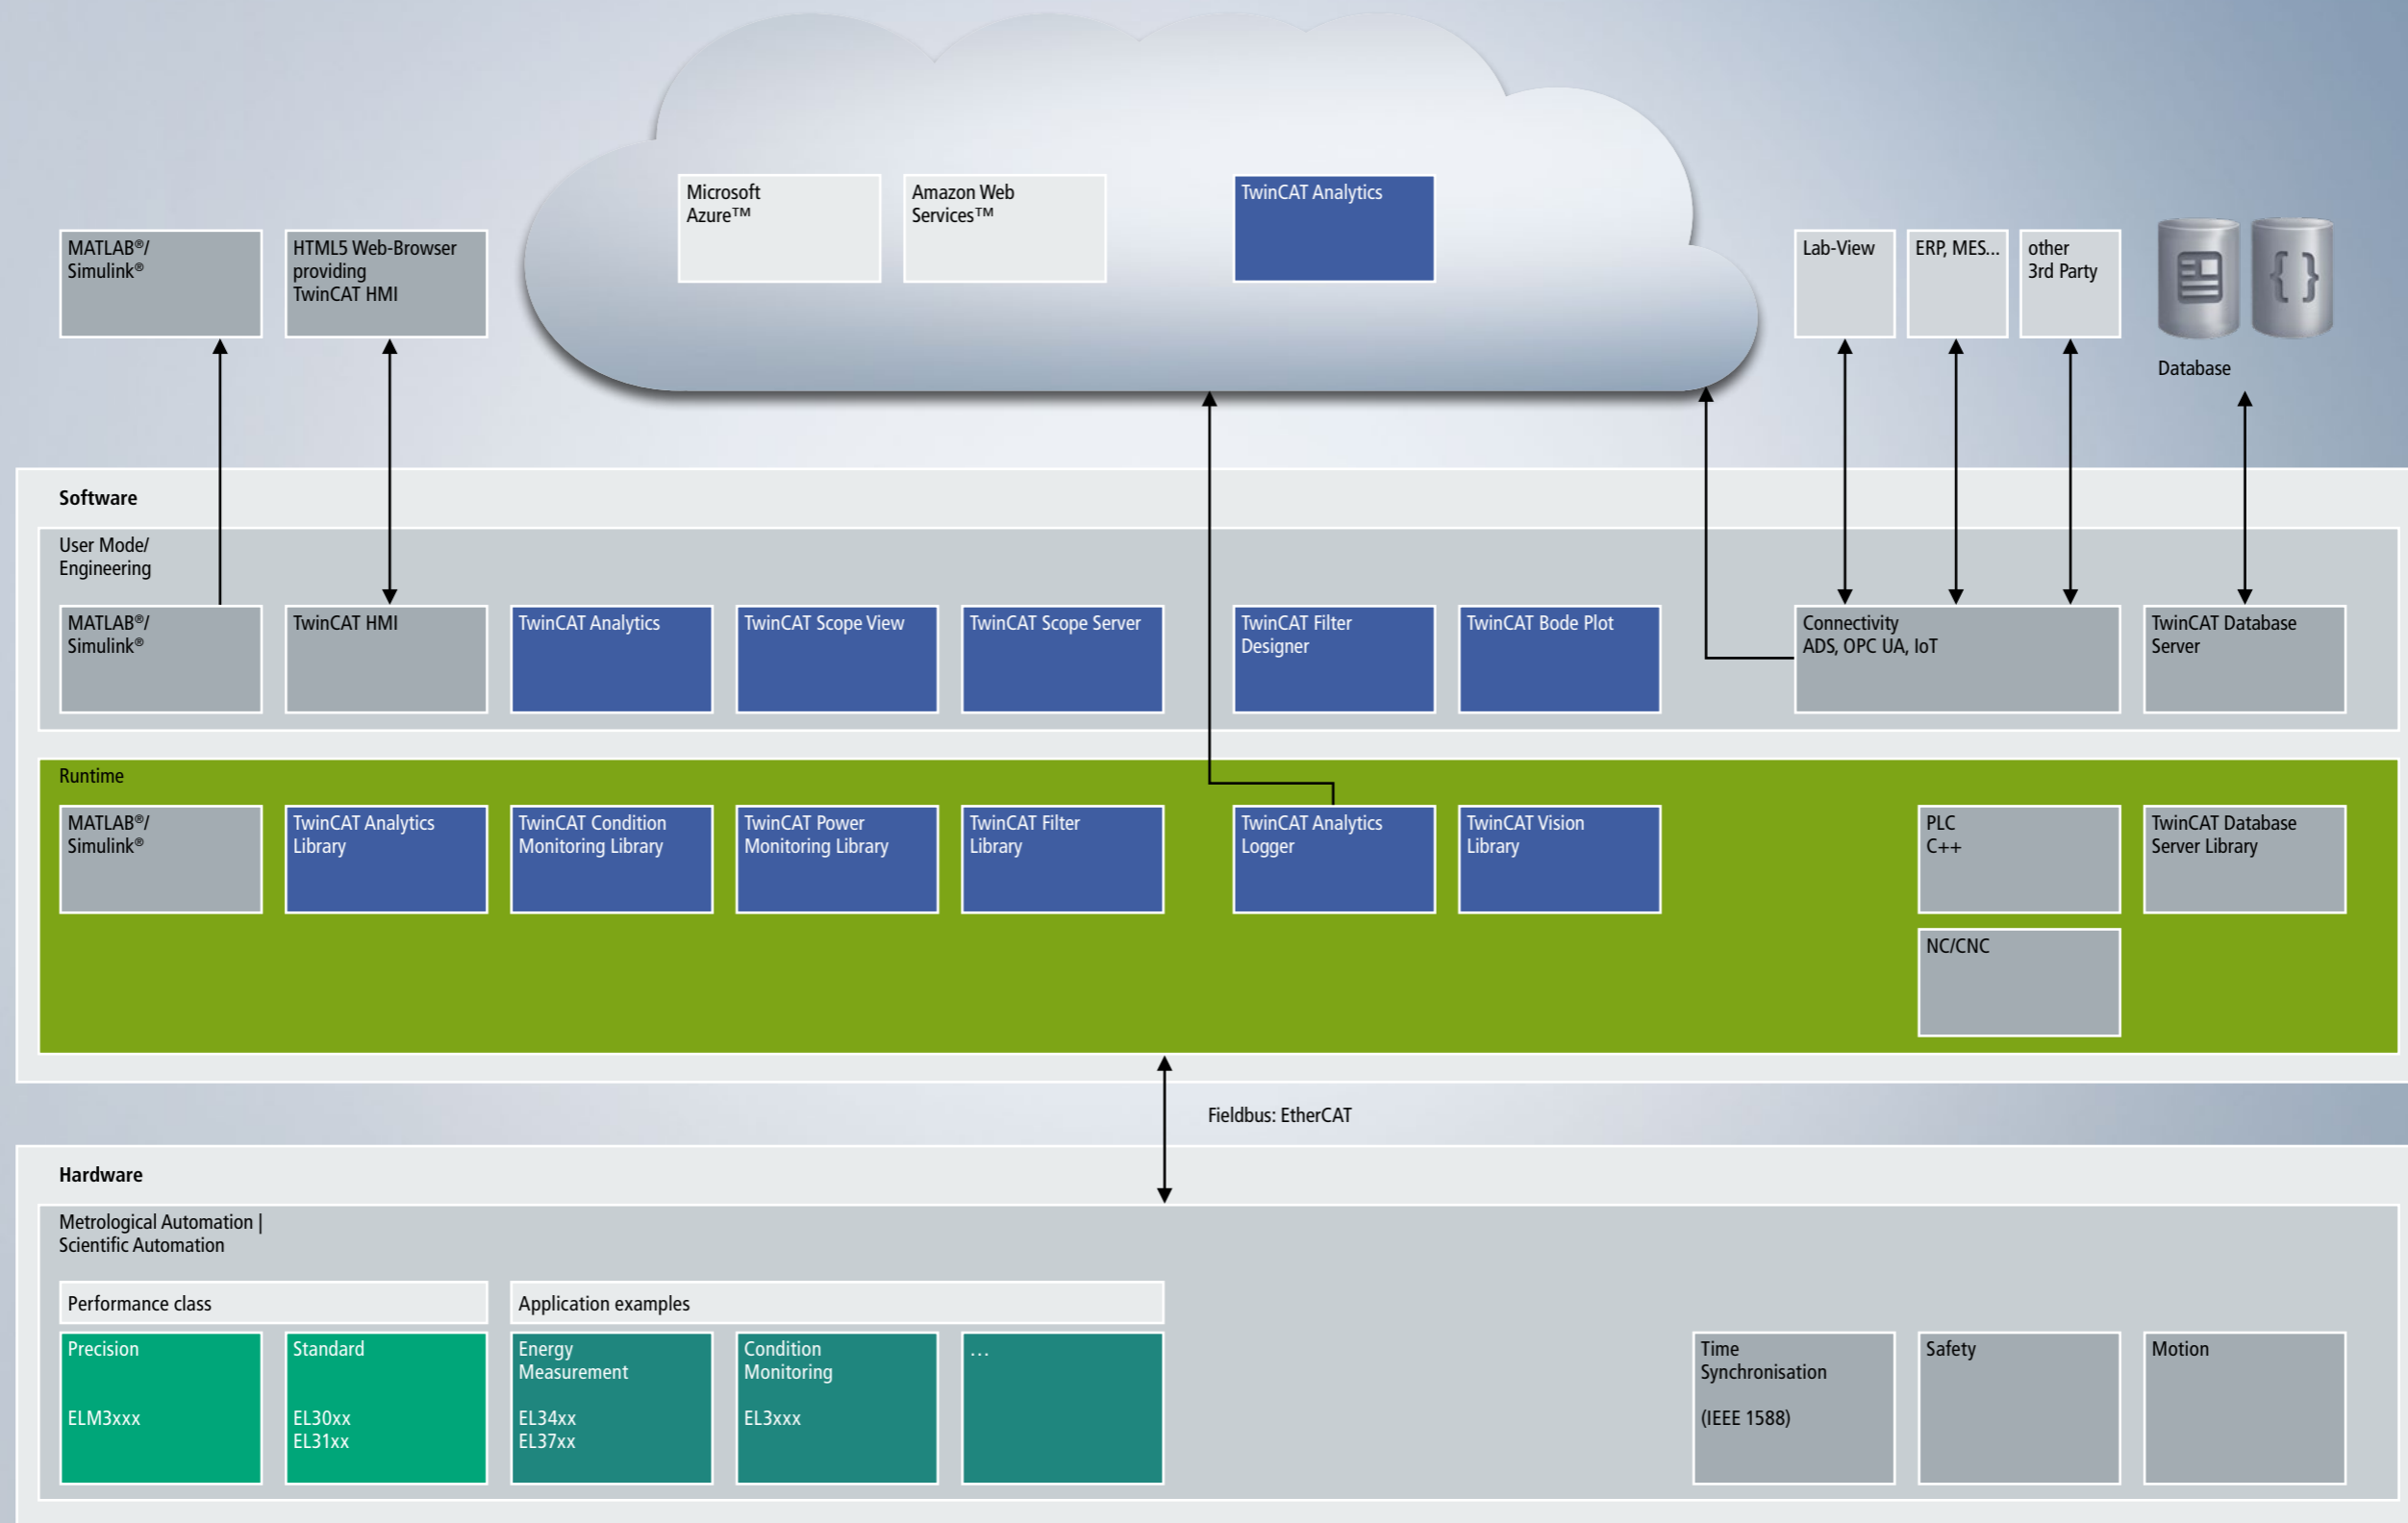 Microsoft
Azure™
Amazon Web
Services™
TwinCAT Analytics
MATLAB®/
Simulink®
HTML5 Web-Browser
providing
TwinCAT HMI
Lab-View
ERP, MES...
other
3rd Party
Database
Software
User Mode/
Engineering
MATLAB®/
Simulink®
TwinCAT HMI
TwinCAT Analytics
TwinCAT Scope View
TwinCAT Scope Server
TwinCAT Filter
Designer
TwinCAT Bode Plot
Connectivity
ADS, OPC UA, IoT
TwinCAT Database
Server
Runtime
MATLAB®/
Simulink®
TwinCAT Analytics
Library
TwinCAT Condition
Monitoring Library
TwinCAT Power
Monitoring Library
TwinCAT Filter
Library
TwinCAT Analytics
Logger
TwinCAT Vision
Library
PLC
C++
TwinCAT Database
Server Library
NC/CNC
Fieldbus: EtherCAT
Hardware
Metrological Automation |
Scientific Automation
Performance class
Application examples
Precision
ELM3xxx
Standard
EL30xx
EL31xx
Energy
Measurement
EL34xx
EL37xx
Condition
Monitoring
EL3xxx
...
Time
Synchronisation
(IEEE 1588)
Safety
Motion